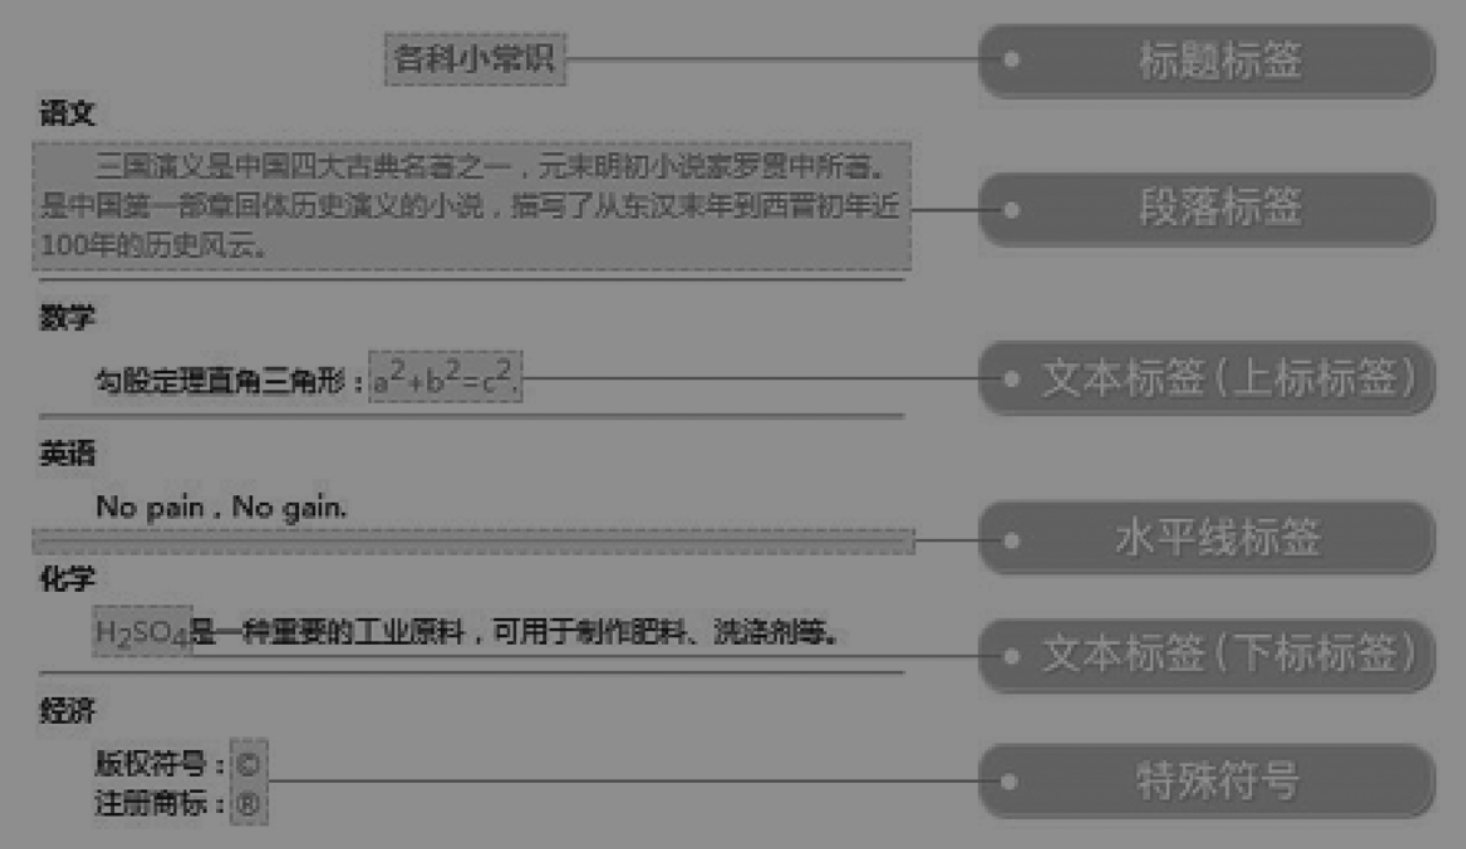 各科小常识
标题标签
语文
三国演义是中国四大古典名著之一，元末明初小说家罗贯中所著。
是中国第一部章回体历史演义的小说，描写了从东汉末年到西晋初年近
100年的历史风云。
段落标签
数学
勾股定理直角三角形：a²+b²=c².
文本标签（上标标签）
英语
No pain，No gain.
水平线标签
化学
H₂SO₄是一种重要的工业原料，可用于制作肥料、洗涤剂等。
文本标签（下标标签）
经济
版权符号：©
注册商标：®
特殊符号